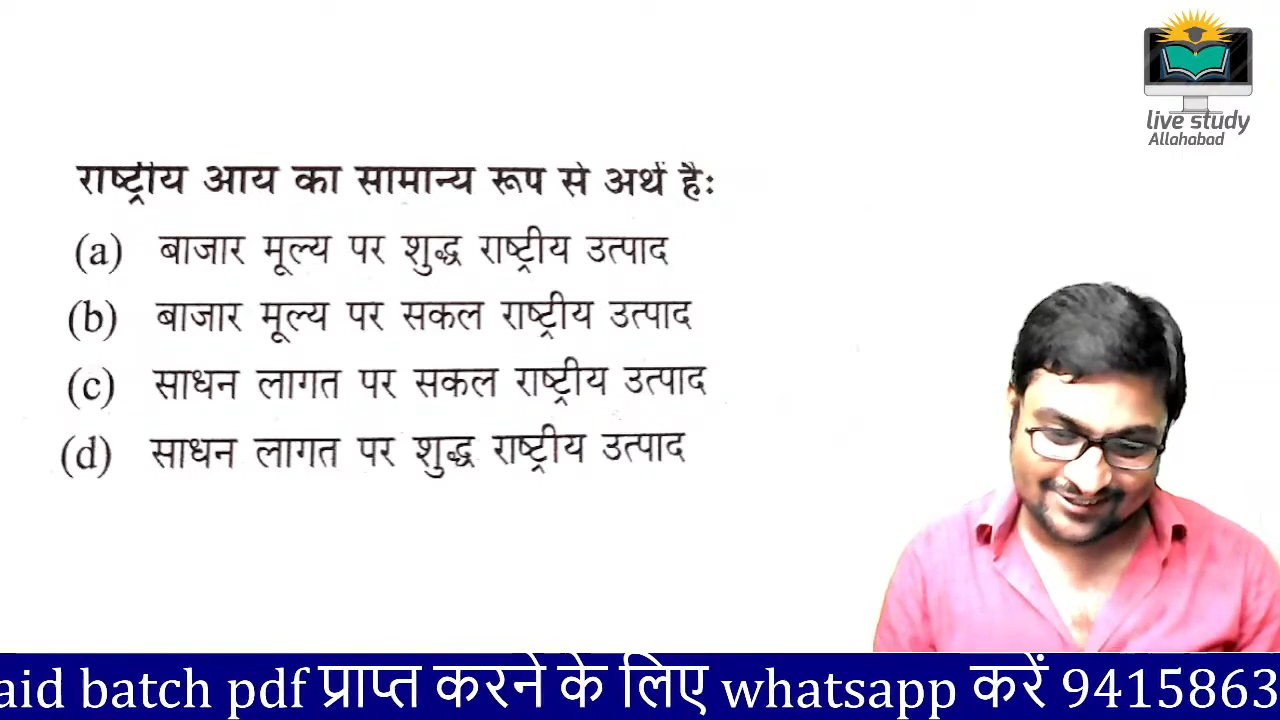 live study
Allahabad
राष्ट्रीय आय का सामान्य रूप से अर्थ है:
(a) बाजार मूल्य पर शुद्ध राष्ट्रीय उत्पाद
(b) बाजार मूल्य पर सकल राष्ट्रीय उत्पाद
(c) साधन लागत पर सकल राष्ट्रीय उत्पाद
(d) साधन लागत पर शुद्ध राष्ट्रीय उत्पाद
aid batch pdf प्राप्त करने के लिए whatsapp करें 9415863